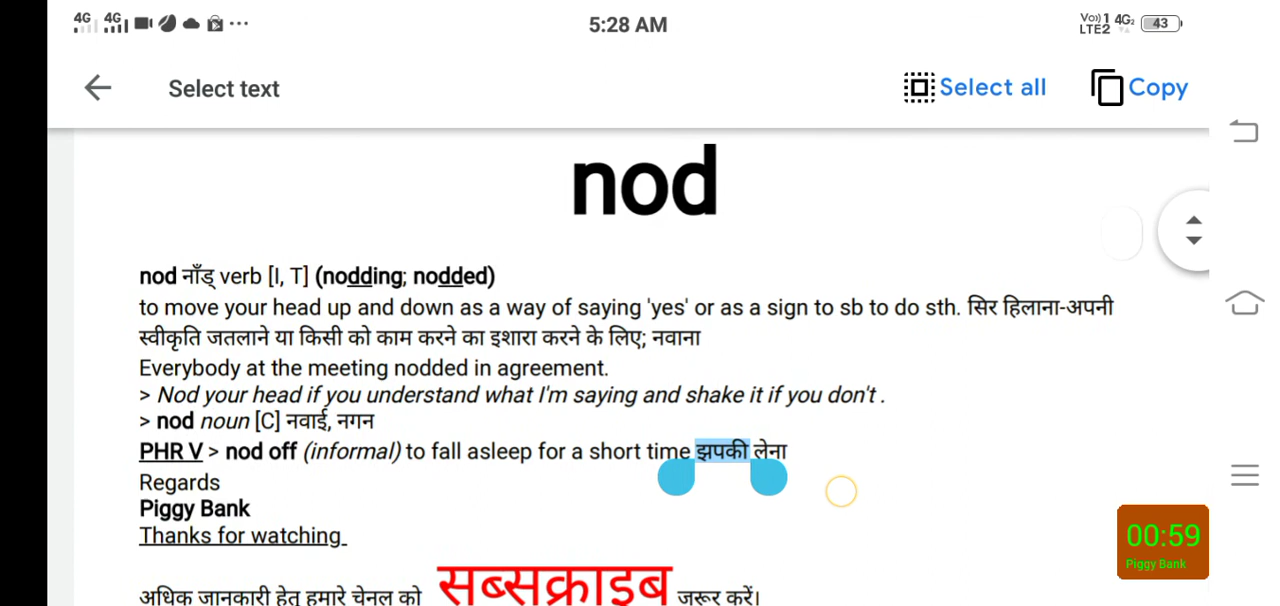 4G 4G 5:28 AM Vo) 1 4G2 43
LTE2
Select text Select all Copy
nod
nod नॉंड् verb [I, T] (nodding; nodded)
to move your head up and down as a way of saying 'yes' or as a sign to sb to do sth. सिर हिलाना-अपनी
स्वीकृति जतलाने या किसी को काम करने का इशारा करने के लिए; नवाना
Everybody at the meeting nodded in agreement.
> Nod your head if you understand what I'm saying and shake it if you don't .
> nod noun [C] नवाई, नगन
PHR V > nod off (informal) to fall asleep for a short time झपकी लेना
Regards
Piggy Bank
Thanks for watching
00:59
Piggy Bank
अधिक जानकारी हेतु हमारे चेनल को सब्सक्राइब जरूर करें।